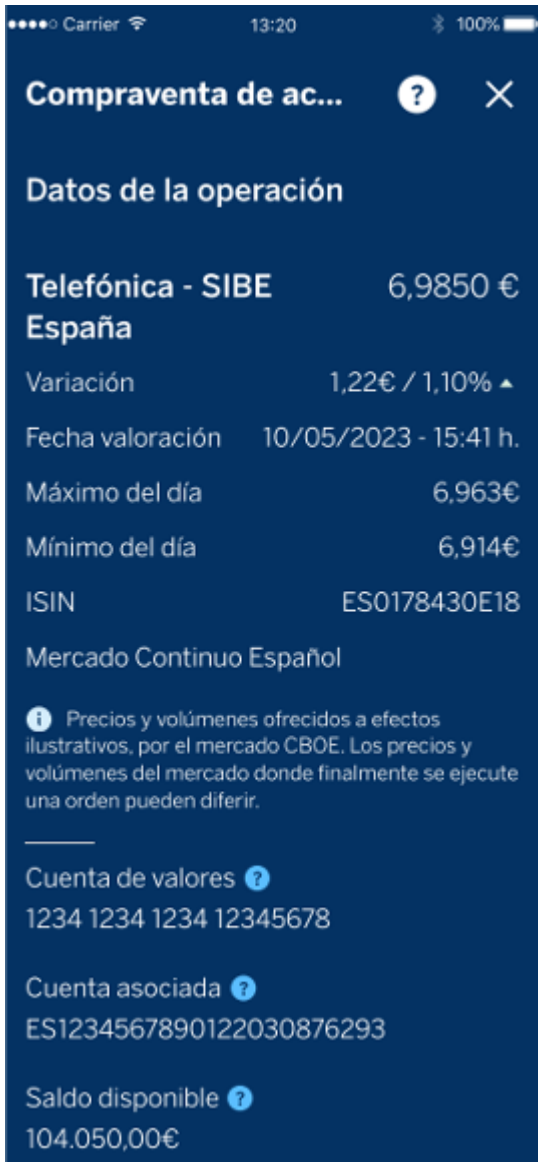 Carrier 13:20 100%
Compraventa de ac... ?
Datos de la operación
Telefónica - SIBE 6,9850 €
España
Variación 1,22€ / 1,10%
Fecha valoración 10/05/2023 - 15:41 h.
Máximo del día 6,963€
Mínimo del día 6,914€
ISIN ES0178430E18
Mercado Continuo Español
Precios y volúmenes ofrecidos a efectos
ilustrativos, por el mercado CBOE. Los precios y
volúmenes del mercado donde finalmente se ejecute
una orden pueden diferir.
Cuenta de valores ?
1234 1234 1234 12345678
Cuenta asociada ?
ES1234567890122030876293
Saldo disponible ?
104.050,00€